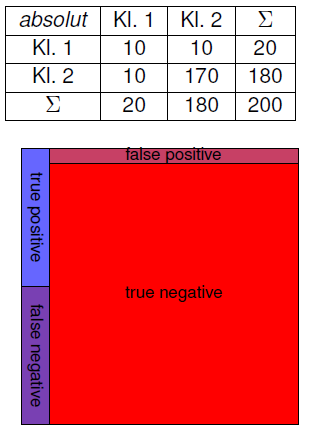 absolut Kl. 1 Kl. 2 Σ
Kl. 1 10 10 20
Kl. 2 10 170 180
Σ 20 180 200
false positive
true positive
true negative
false negative